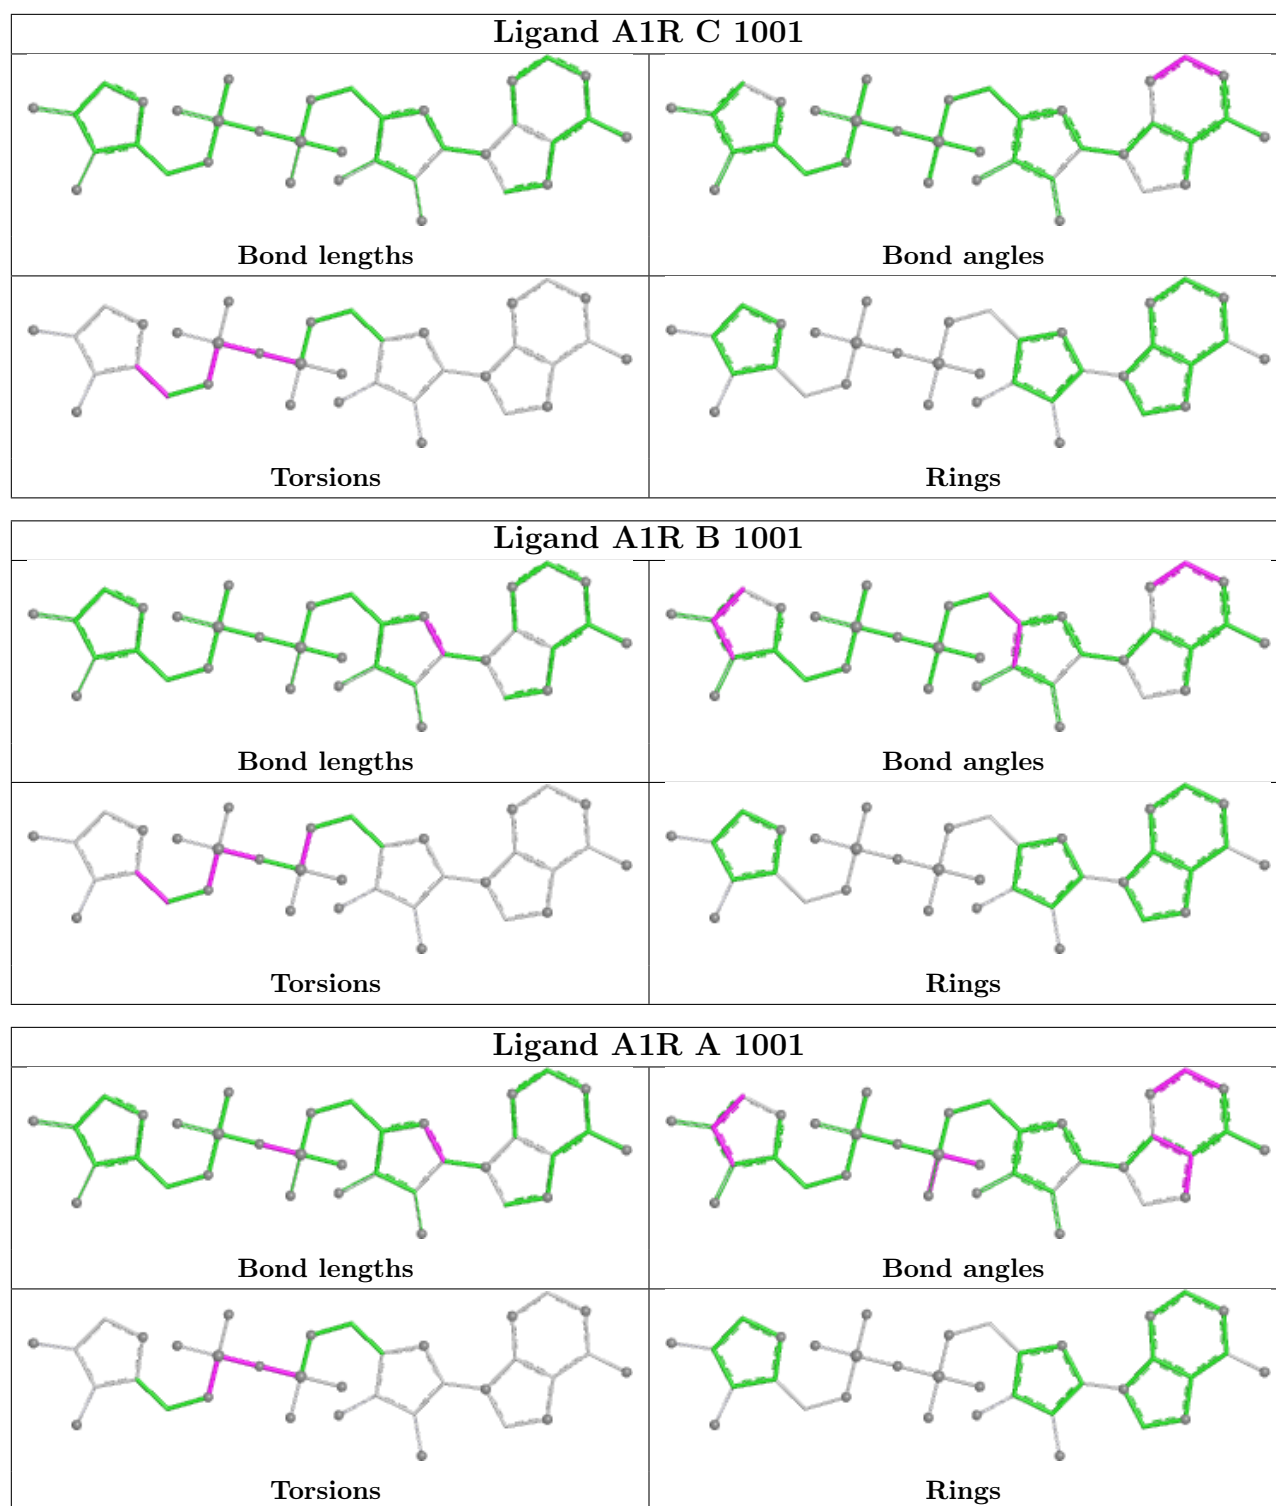 Ligand A1R C 1001
Bond lengths
Bond angles
Torsions
Rings
Ligand A1R B 1001
Bond lengths
Bond angles
Torsions
Rings
Ligand A1R A 1001
Bond lengths
Bond angles
Torsions
Rings